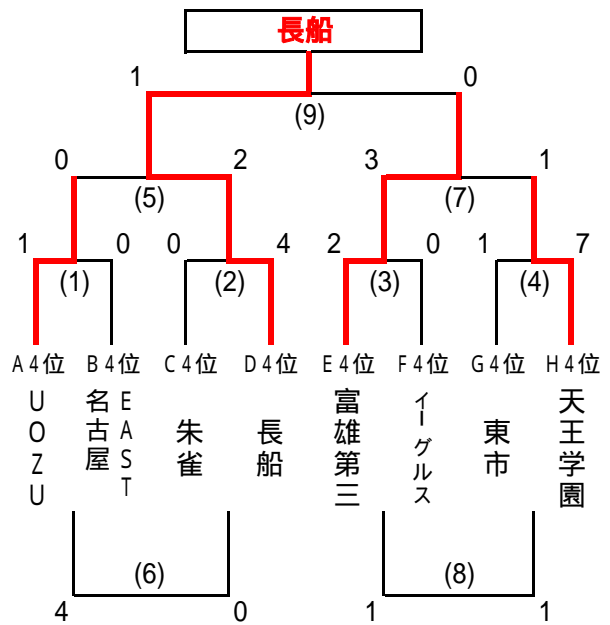 長船
1 0
(9)
0 2 3 1
(5) (7)
1 0 0 4 2 0 1 7
(1) (2) (3) (4)
A4位 B4位 C4位 D4位 E4位 F4位 G4位 H4位
UOZU
名古屋EAST
朱雀
長船
富雄第三
イーグルス
東市
天王学園
(6) (8)
4 0 1 1